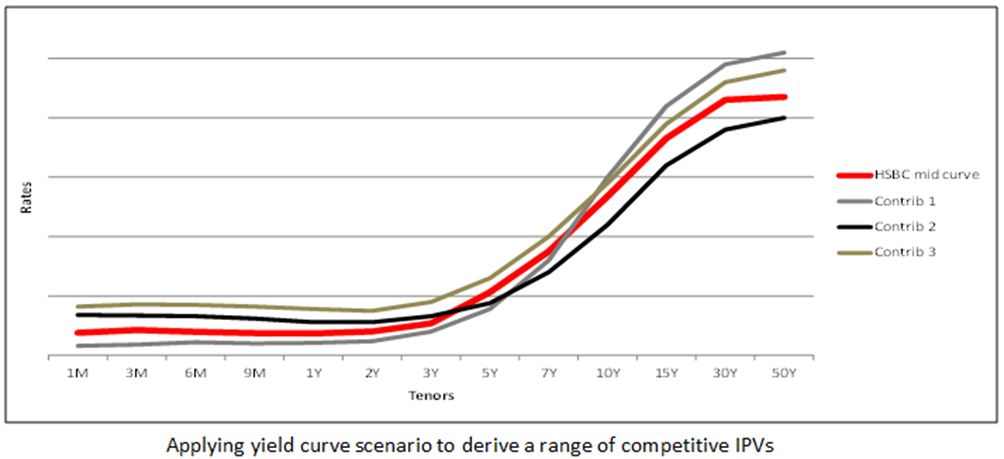 Rates
1M 3M 6M 9M 1Y 2Y 3Y 5Y 7Y 10Y 15Y 30Y 50Y
Tenors
HSBC mid curve
Contrib 1
Contrib 2
Contrib 3
Applying yield curve scenario to derive a range of competitive IPVs